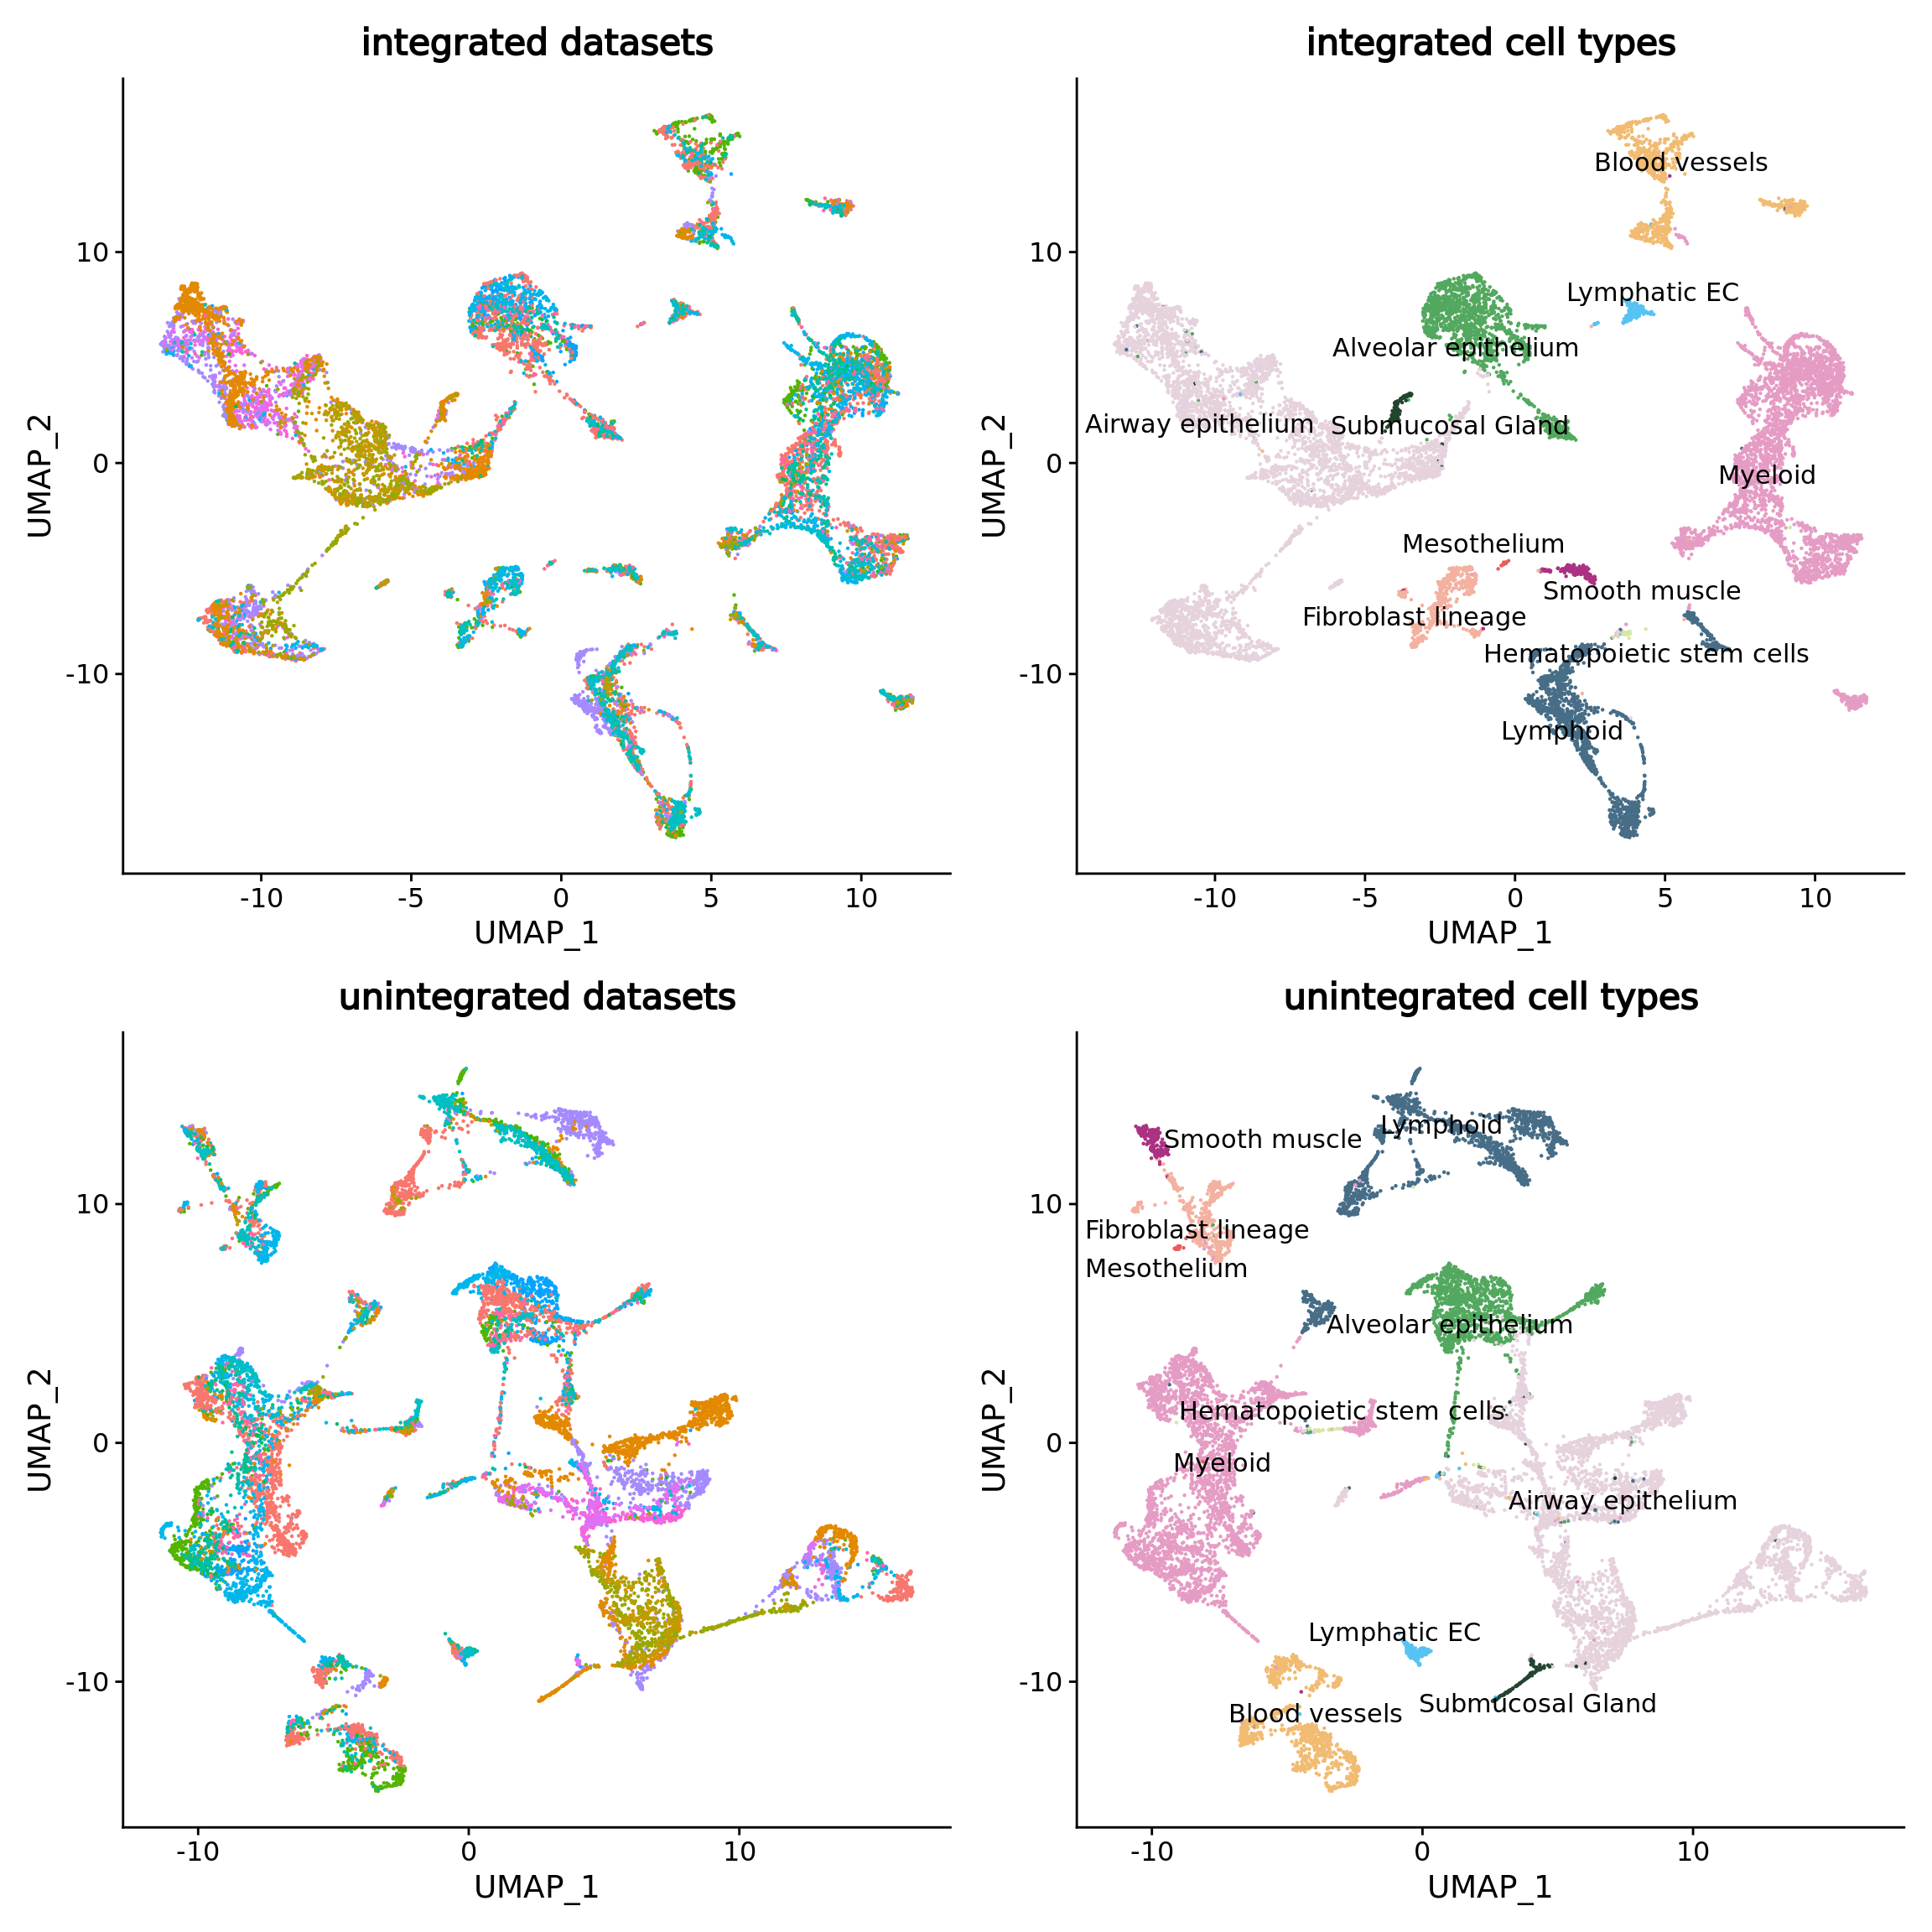 integrated datasets
10
0
-10
UMAP_2
-10 -5 0 5 10
UMAP_1
integrated cell types
Blood vessels
Lymphatic EC
Alveolar epithelium
Airway epithelium
Submucosal Gland
Myeloid
Mesothelium
Smooth muscle
Fibroblast lineage
Hematopoietic stem cells
Lymphoid
10
0
-10
UMAP_2
-10 -5 0 5 10
UMAP_1
unintegrated datasets
10
0
-10
UMAP_2
-10 0 10
UMAP_1
unintegrated cell types
Lymphoid
Smooth muscle
Fibroblast lineage
Mesothelium
Alveolar epithelium
Hematopoietic stem cells
Myeloid
Airway epithelium
Lymphatic EC
Submucosal Gland
Blood vessels
10
0
-10
UMAP_2
-10 0 10
UMAP_1